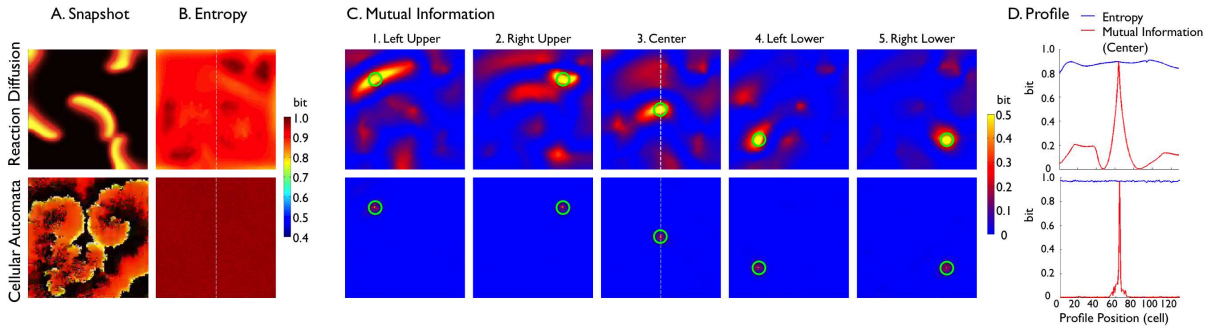 A. Snapshot
B. Entropy
C. Mutual Information
D. Profile
Entropy
Mutual Information
(Center)
1. Left Upper
2. Right Upper
3. Center
4. Left Lower
5. Right Lower
Reaction Diffusion
Cellular Automata
bit
1.0
0.9
0.8
0.7
0.6
0.5
0.4
bit
0.5
0.4
0.3
0.2
0.1
0
bit
1.0
0.8
0.6
0.4
0.2
0
bit
1.0
0.8
0.6
0.4
0.2
0
0 20 40 60 80 100 120
Profile Position (cell)